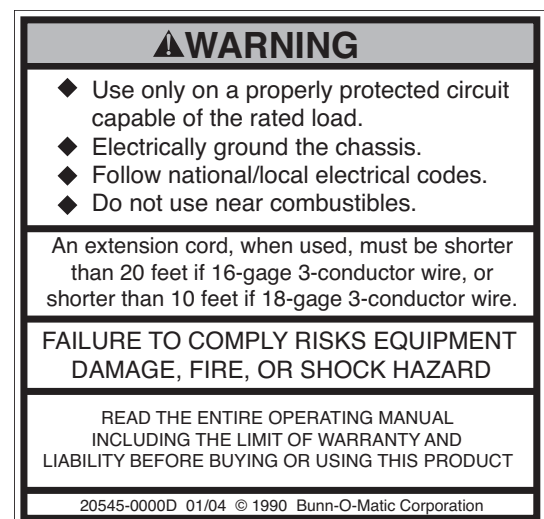 ⚠WARNING
◆ Use only on a properly protected circuit
capable of the rated load.
◆ Electrically ground the chassis.
◆ Follow national/local electrical codes.
◆ Do not use near combustibles.
An extension cord, when used, must be shorter
than 20 feet if 16-gage 3-conductor wire, or
shorter than 10 feet if 18-gage 3-conductor wire.
FAILURE TO COMPLY RISKS EQUIPMENT
DAMAGE, FIRE, OR SHOCK HAZARD
READ THE ENTIRE OPERATING MANUAL
INCLUDING THE LIMIT OF WARRANTY AND
LIABILITY BEFORE BUYING OR USING THIS PRODUCT
20545-0000D 01/04 © 1990 Bunn-O-Matic Corporation